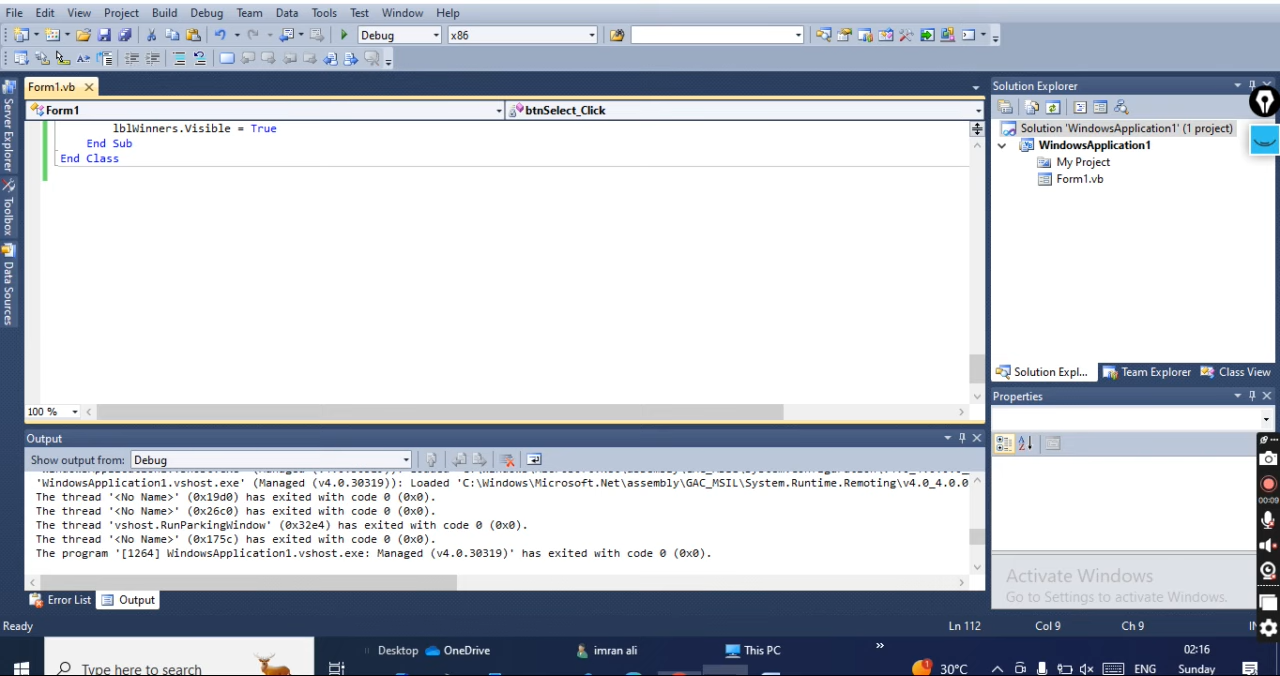 File Edit View Project Build Debug Team Data Tools Test Window Help
Debug x86
Form1.vb
Solution Explorer
Form1 btnSelect_Click
lblWinners.Visible = True
End Sub
End Class
Solution 'WindowsApplication1' (1 project)
WindowsApplication1
My Project
Form1.vb
Server Explorer
Toolbox
Data Sources
Solution Expl... Team Explorer Class View
Properties
100 %
Output
Show output from: Debug
'WindowsApplication1.vshost.exe' (Managed (v4.0.30319)): Loaded 'C:\Windows\Microsoft.Net\assembly\GAC_MSIL\System.Runtime.Remoting\v4.0_4.0.0
The thread '<No Name>' (0x19d0) has exited with code 0 (0x0).
The thread '<No Name>' (0x26c0) has exited with code 0 (0x0).
The thread 'vshost.RunParkingWindow' (0x32e4) has exited with code 0 (0x0).
The thread '<No Name>' (0x175c) has exited with code 0 (0x0).
The program '[1264] WindowsApplication1.vshost.exe: Managed (v4.0.30319)' has exited with code 0 (0x0).
00:09
Activate Windows
Go to Settings to activate Windows.
Error List Output
Ready Ln 112 Col 9 Ch 9
Type here to search
Desktop OneDrive imran ali This PC
1 30°C ENG
02:16
Sunday